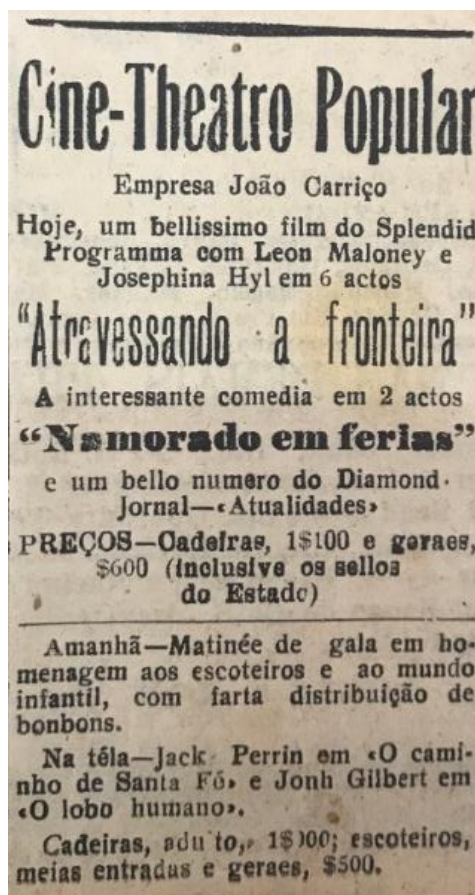 Cine-Theatro Popular
Empresa João Carriço
Hoje, um bellissimo film do Splendid
Programma com Leon Maloney e
Josephina Hyl em 6 actos
"Atravessando a fronteira"
A interessante comedia em 2 actos
"Namorado em ferias"
e um bello numero do Diamond
Jornal—«Atualidades»
PREÇOS—Cadeiras, 1$100 e geraes,
$600 (inclusive os sellos
do Estado)
Amanhã—Matinée de gala em ho-
menagem aos escoteiros e ao mundo
infantil, com farta distribuição de
bonbons.
Na téla—Jack Perrin em «O cami-
nho de Santa Fé» e Jonh Gilbert em
«O lobo humano».
Cadeiras, adulto, escoteiros,
meias entradas e geraes, $500.